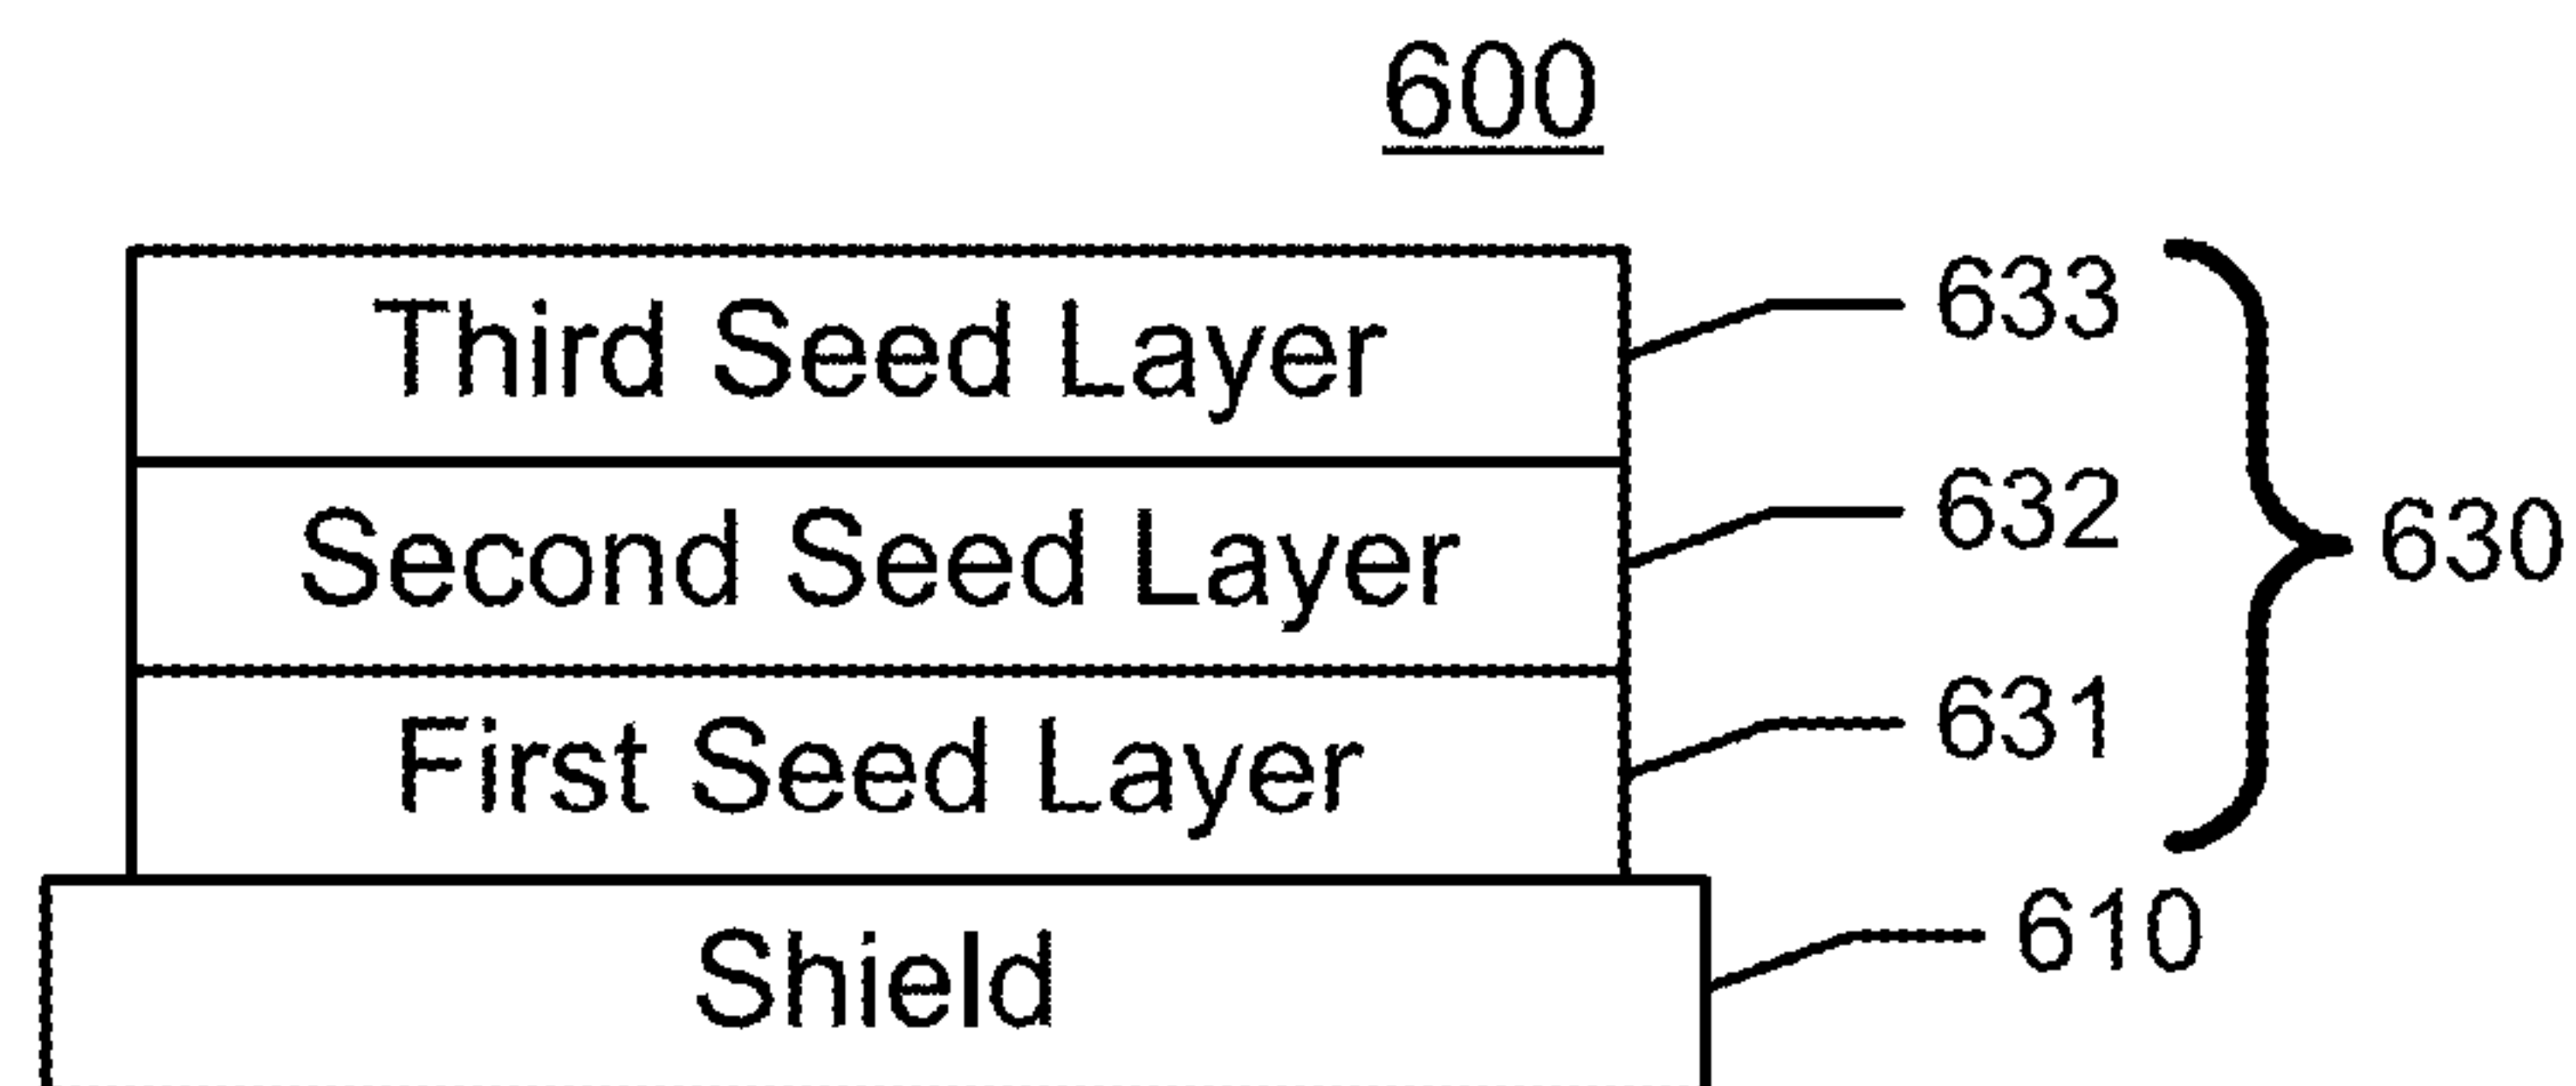 600
Third Seed Layer 633
Second Seed Layer 632
630
First Seed Layer 631
Shield 610